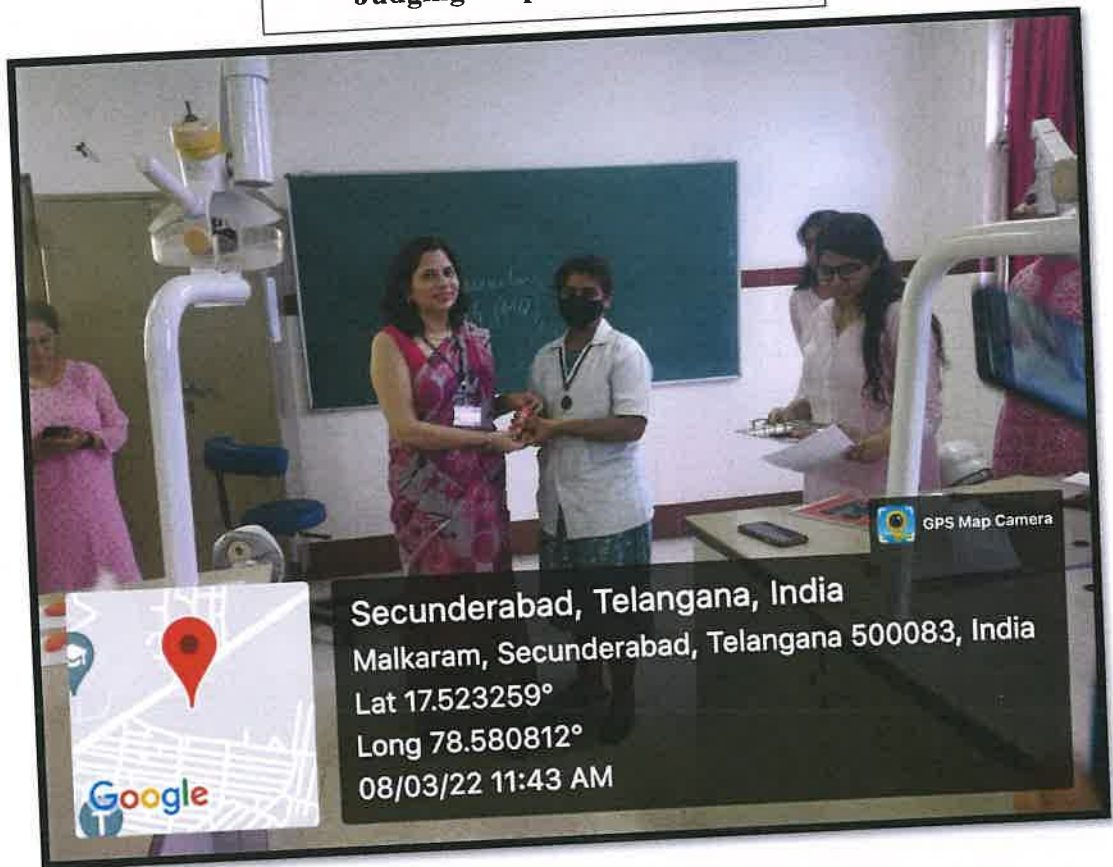 GPS Map Camera
Secunderabad, Telangana, India
Malkaram, Secunderabad, Telangana 500083, India
Lat 17.523259°
Long 78.580812°
08/03/22 11:43 AM
Google